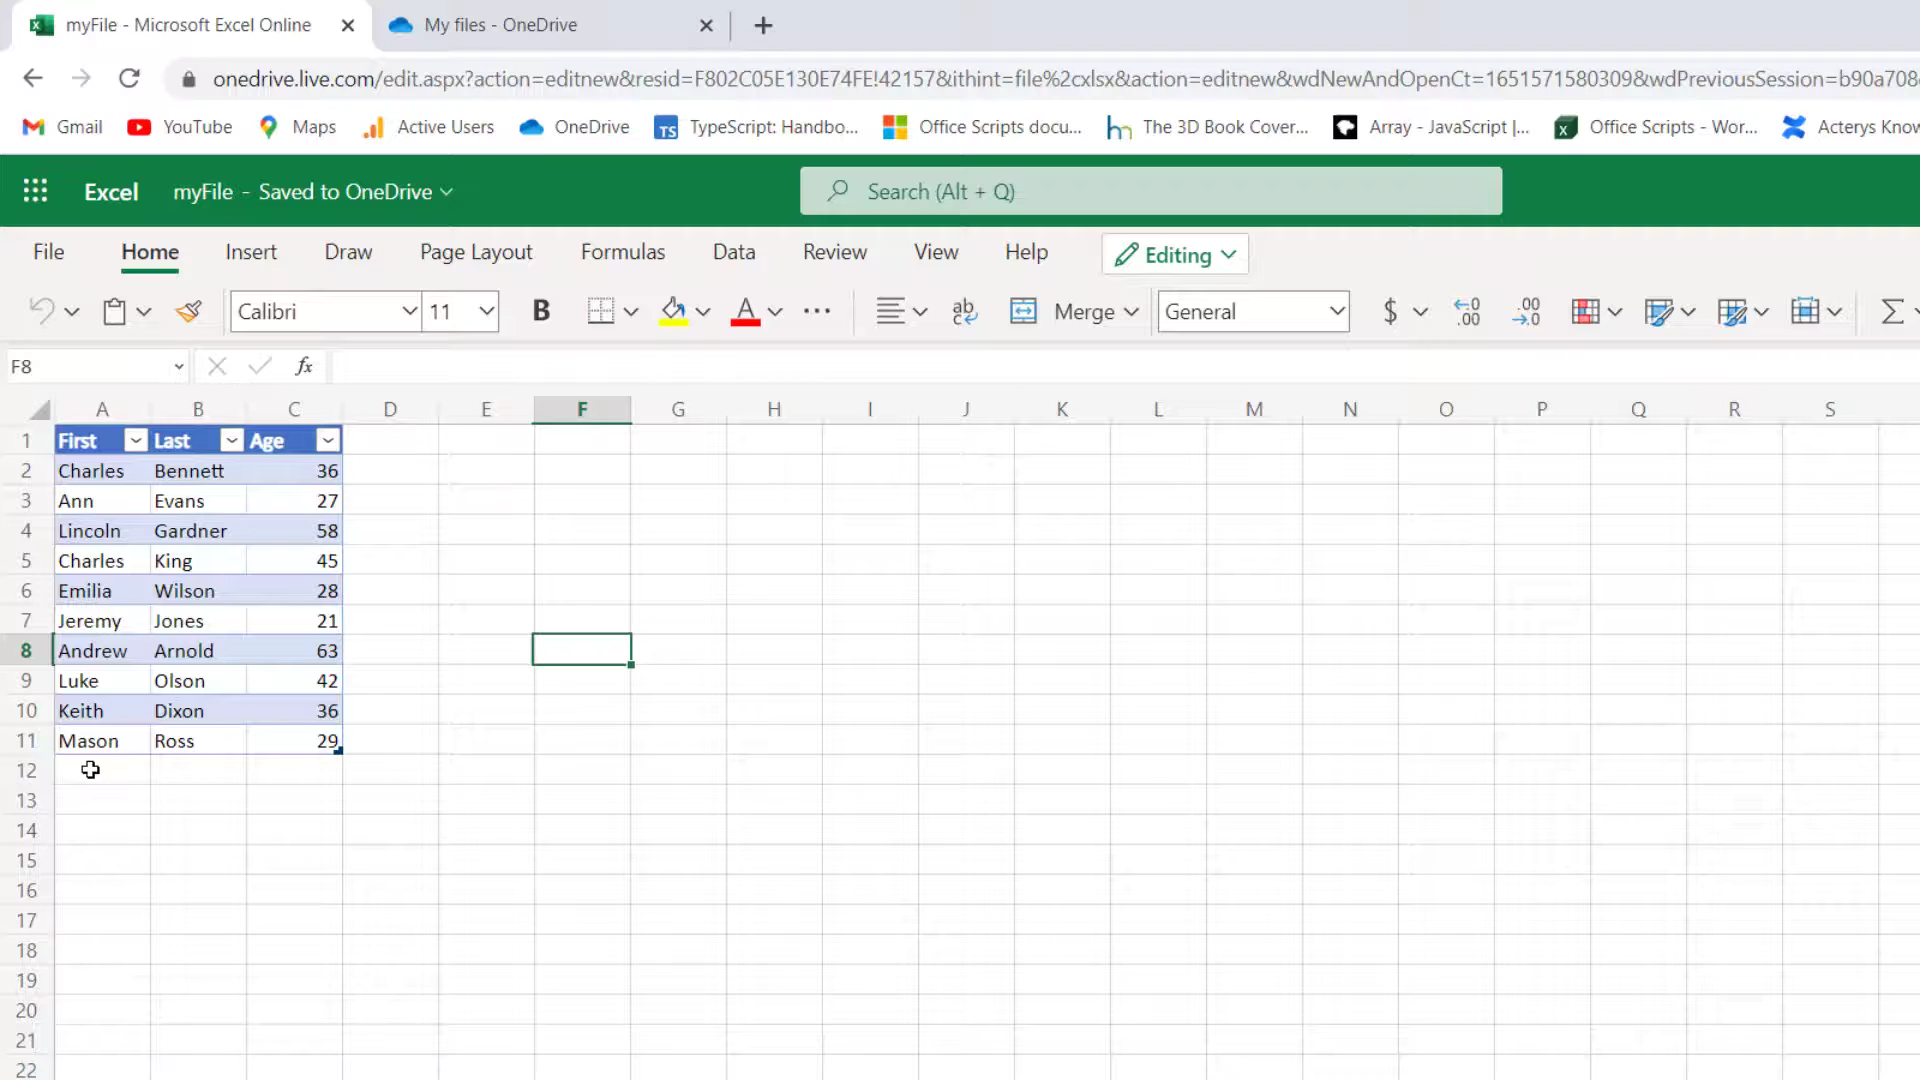 myFile - Microsoft Excel Online My files - OneDrive
onedrive.live.com/edit.aspx?action=editnew&resid=F802C05E130E74FE!42157&ithint=file%2cxlsx&action=editnew&wdNewAndOpenCt=1651571580309&wdPreviousSession=b90a708
Gmail YouTube Maps Active Users OneDrive TS TypeScript: Handbo... Office Scripts docu... The 3D Book Cover... Array - JavaScript |... Office Scripts - Wor... Acterys Know
Excel myFile - Saved to OneDrive Search (Alt + Q)
File Home Insert Draw Page Layout Formulas Data Review View Help Editing
Calibri 11 B A ... ab Merge General $ .00 .00 Σ
F8 fx
A B C D E F G H I J K L M N O P Q R S
1 First Last Age
2 Charles Bennett 36
3 Ann Evans 27
4 Lincoln Gardner 58
5 Charles King 45
6 Emilia Wilson 28
7 Jeremy Jones 21
8 Andrew Arnold 63
9 Luke Olson 42
10 Keith Dixon 36
11 Mason Ross 29
12
13
14
15
16
17
18
19
20
21
22